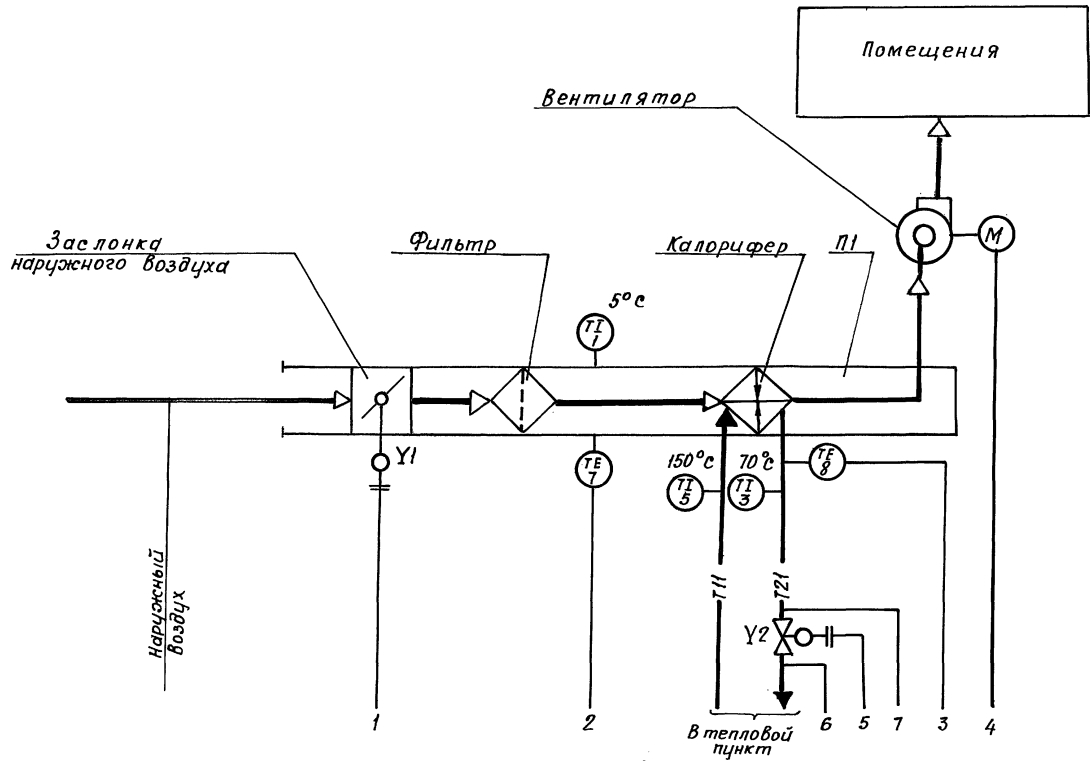 Помещения
Вентилятор
Заслонка
наружного воздуха
Фильтр
Калорифер
П1
М
5°С
TI
1
Y1
TE
7
150°С
70°С
TE
8
TI
5
TI
3
Наружный
воздух
Т11
Т21
Y2
1
2
В тепловой
пункт
6
5
7
3
4